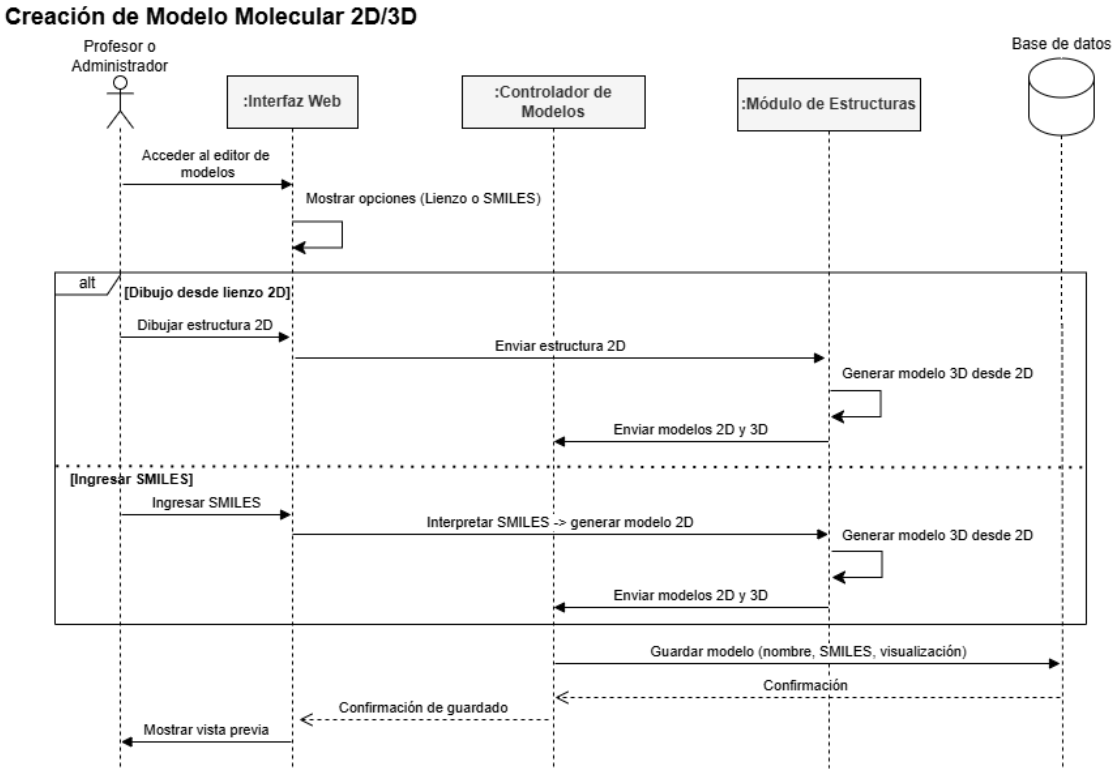 Creación de Modelo Molecular 2D/3D
Profesor o
Administrador
:Interfaz Web
:Controlador de
Modelos
:Módulo de Estructuras
Base de datos
Acceder al editor de
modelos
Mostrar opciones (Lienzo o SMILES)
alt
[Dibujo desde lienzo 2D]
Dibujar estructura 2D
Enviar estructura 2D
Generar modelo 3D desde 2D
Enviar modelos 2D y 3D
[Ingresar SMILES]
Ingresar SMILES
Interpretar SMILES -> generar modelo 2D
Generar modelo 3D desde 2D
Enviar modelos 2D y 3D
Guardar modelo (nombre, SMILES, visualización)
Confirmación
Confirmación de guardado
Mostrar vista previa